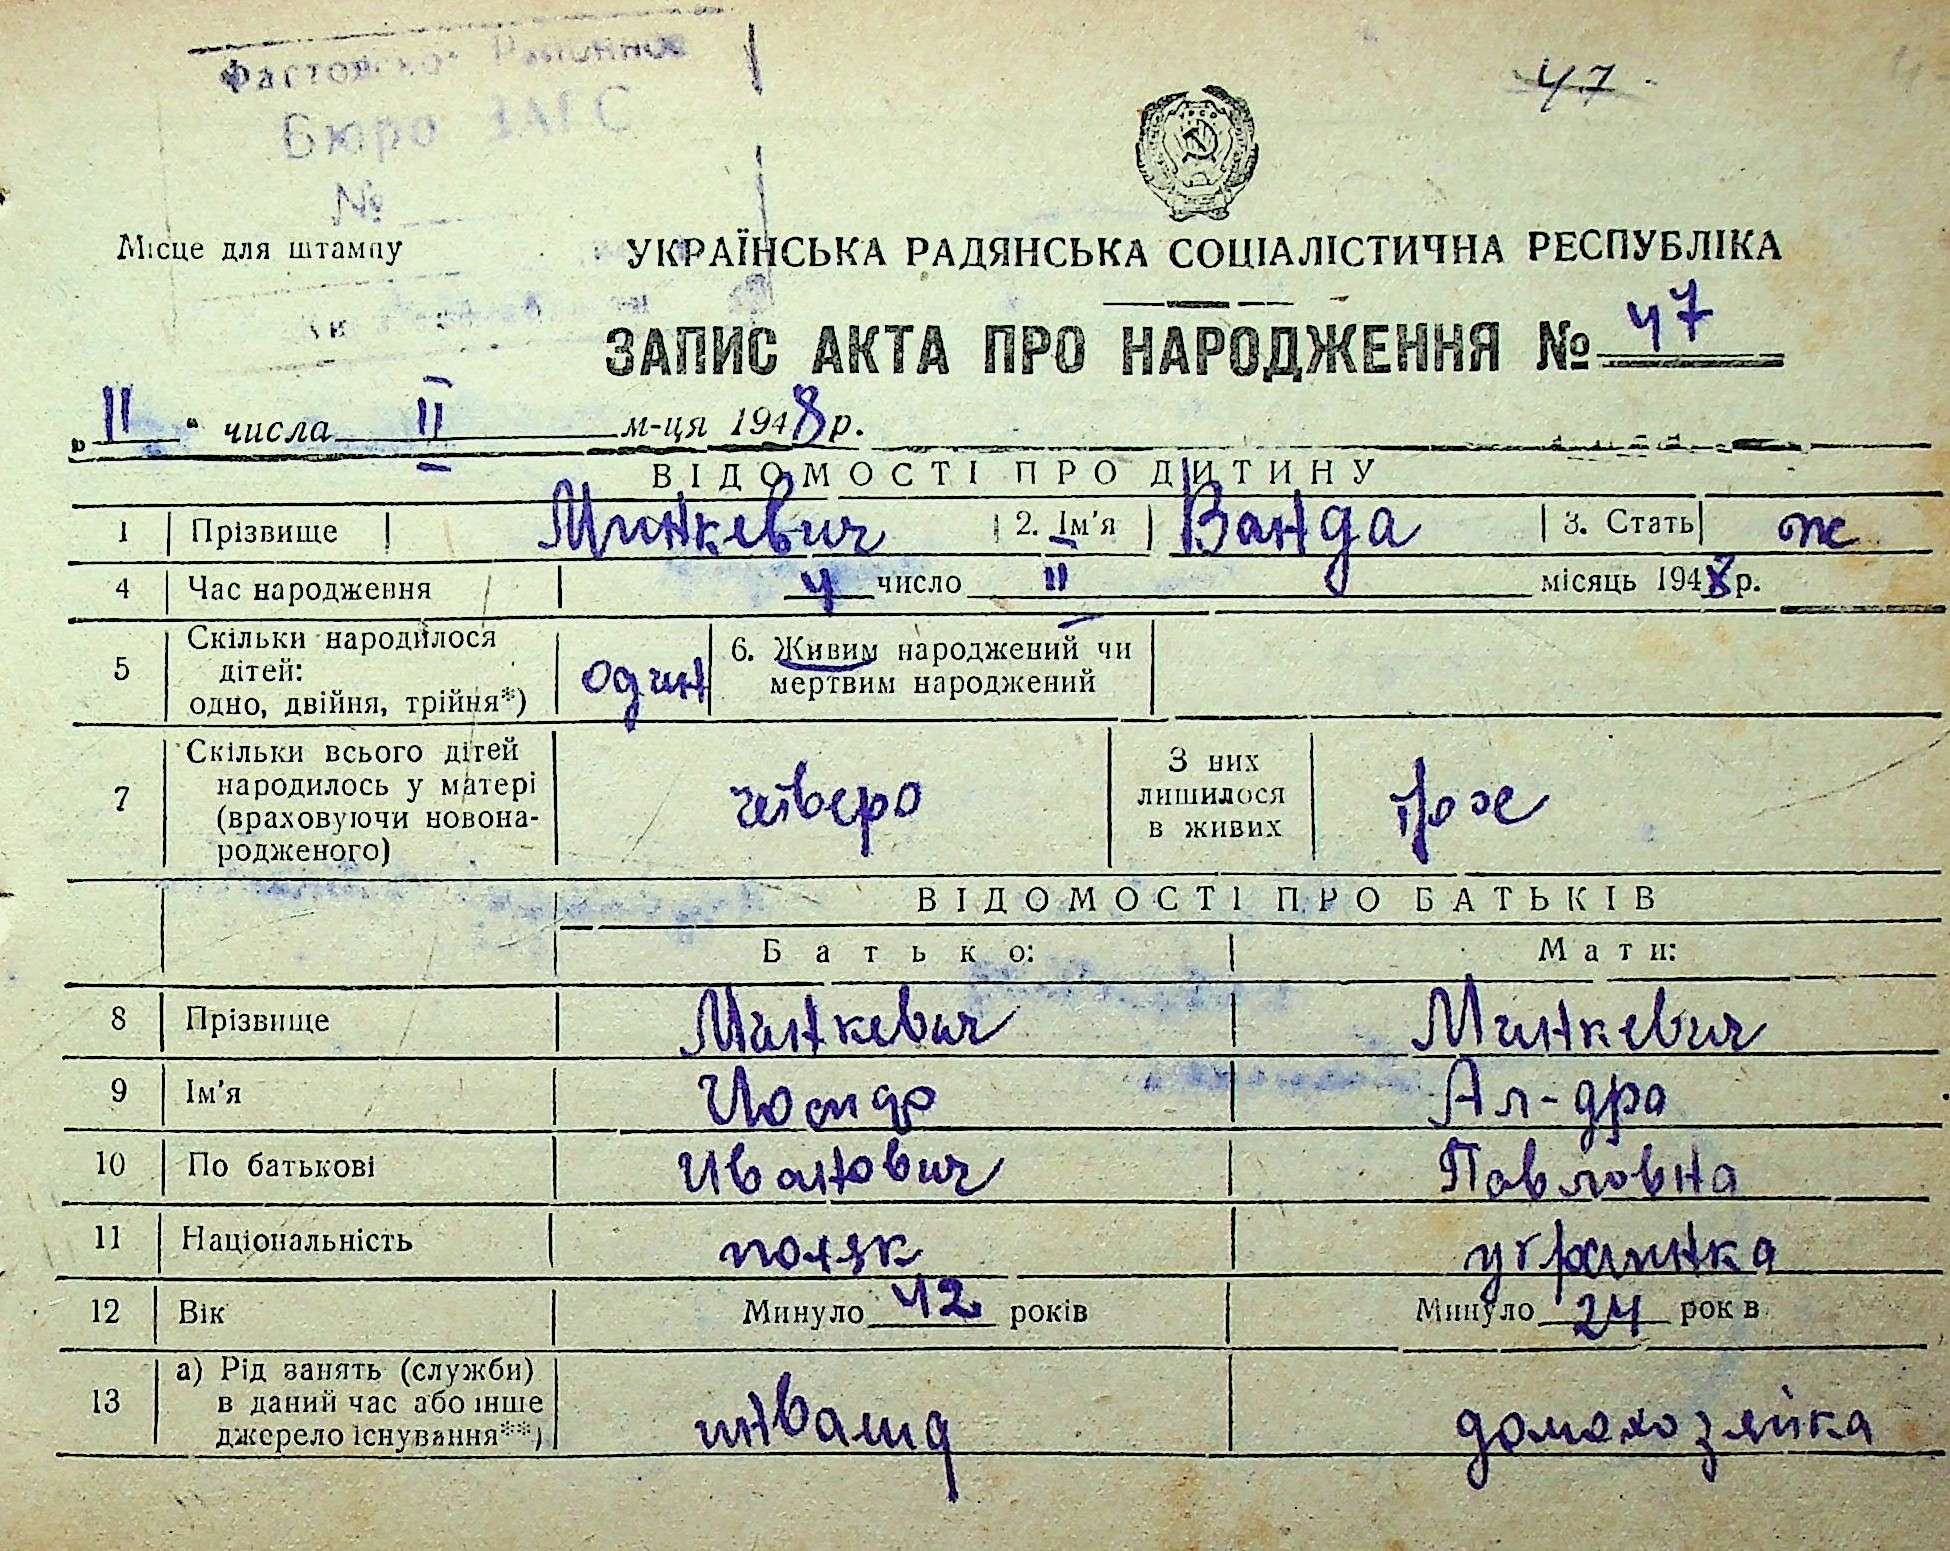 Бюро ЗАГС
№
47
Місце для штампу
УКРАЇНСЬКА РАДЯНСЬКА СОЦІАЛІСТИЧНА РЕСПУБЛІКА
ЗАПИС АКТА ПРО НАРОДЖЕННЯ № 47
„11“ числа II м-ця 1948 р.
ВІДОМОСТІ ПРО ДИТИНУ
1 Прізвище Минкевич 2. Ім'я Ванда 3. Стать ж
4 Час народження 4 число II місяць 1948 р.
5 Скільки народилося дітей: одно, двійня, трійня*) один 6. Живим народжений чи мертвим народжений
7 Скільки всього дітей народилось у матері (враховуючи новонародженого) четверо З них лишилося в живих трое
ВІДОМОСТІ ПРО БАТЬКІВ
Батько: Мати:
8 Прізвище Минкевич Минкевич
9 Ім'я Ал-дра
10 По батькові Иванович Павловна
11 Національність поляк украинка
12 Вік Минуло 42 років Минуло 24 років
13 а) Рід занять (служби) в даний час або інше джерело існування**) инвалид домохозяйка